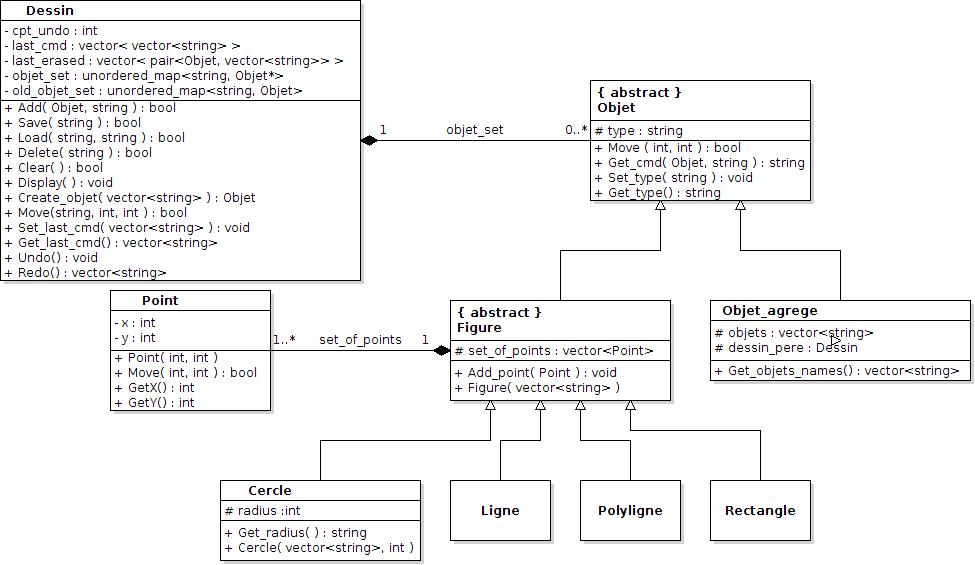 Dessin
- cpt_undo : int
- last_cmd : vector< vector<string> >
- last_erased : vector< pair<Objet, vector<string>> >
- objet_set : unordered_map<string, Objet*>
- old_objet_set : unordered_map<string, Objet>
+ Add( Objet, string ) : bool
+ Save( string ) : bool
+ Load( string, string ) : bool
+ Delete( string ) : bool
+ Clear( ) : bool
+ Display( ) : void
+ Create_objet( vector<string> ) : Objet
+ Move(string, int, int ) : bool
+ Set_last_cmd( vector<string> ) : void
+ Get_last_cmd() : vector<string>
+ Undo() : void
+ Redo() : vector<string>
1 objet_set 0..*
{ abstract }
Objet
# type : string
+ Move ( int, int ) : bool
+ Get_cmd( Objet, string ) : string
+ Set_type( string ) : void
+ Get_type() : string
Point
- x : int
- y : int
+ Point( int, int )
+ Move( int, int ) : bool
+ GetX() : int
+ GetY() : int
1..* set_of_points 1
{ abstract }
Figure
# set_of_points : vector<Point>
+ Add_point( Point ) : void
+ Figure( vector<string> )
Objet_agrege
# objets : vector<string>
# dessin_pere : Dessin
+ Get_objets_names() : vector<string>
Cercle
# radius :int
+ Get_radius( ) : string
+ Cercle( vector<string>, int )
Ligne
Polyligne
Rectangle